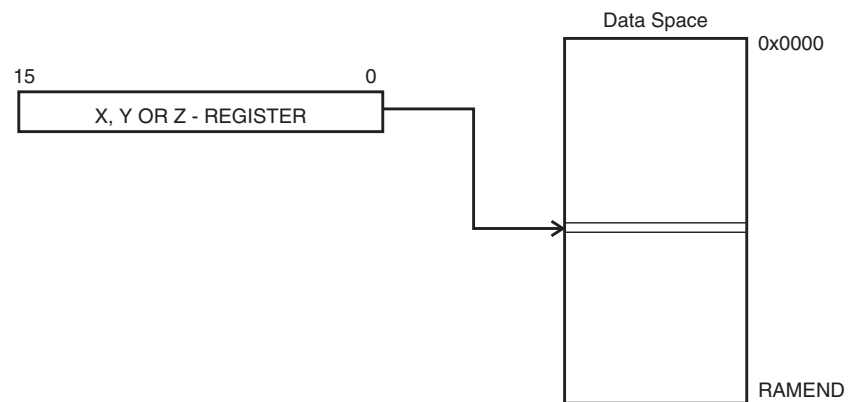 Data Space
0x0000
15 0
X, Y OR Z - REGISTER
RAMEND